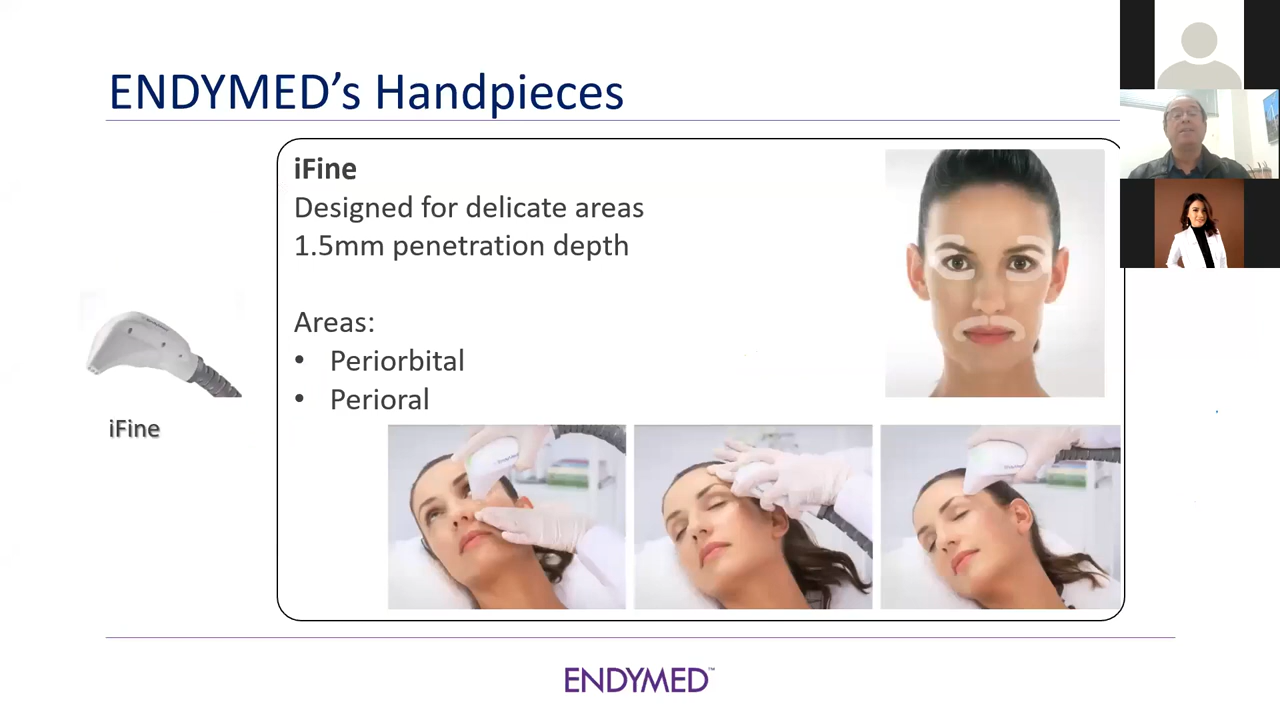 ENDYMED’s Handpieces
iFine
Designed for delicate areas
1.5mm penetration depth
Areas:
• Periorbital
• Perioral
iFine
ENDYMED™